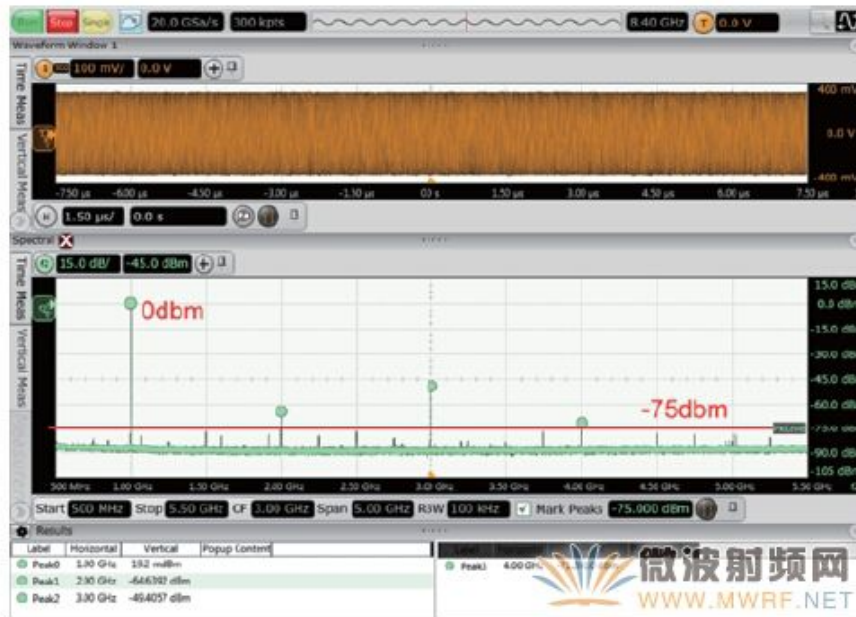 Run Stop Single 20.0 GSa/s 300 kpts 8.40 GHz T 0.0 V
Waveform Window 1
100 mV/ 0.0 V
Time Meas
Vertical Meas
400 mV
0.0 V
-400 mV
-7.50 µs -6.00 µs -4.50 µs -3.00 µs -1.50 µs 0.0 s 1.50 µs 3.00 µs 4.50 µs 6.00 µs 7.50 µs
H 1.50 µs/ 0.0 s
Spectral
15.0 dB/ -45.0 dBm
Time Meas
Vertical Meas
0dbm
-75dbm
15.0 dB
0.0 dB
-15.0 dB
-30.0 dB
-45.0 dB
-60.0 dB
-90.0 dB
-105 dB
500 MHz 1.00 GHz 1.50 GHz 2.00 GHz 2.50 GHz 3.0 GHz 3.50 GHz 4.00 GHz 4.50 GHz 5.00 GHz 5.50 GHz
Start 500 MHz Stop 5.50 GHz CF 3.00 GHz Span 5.00 GHz RBW 100 kHz Mark Peaks -75.000 dBm
Results
Label Horizontal Vertical Popup Content
Peak0 1.00 GHz
Peak1 2.00 GHz -64.6392 dBm
Peak2 3.00 GHz -49.4057 dBm
Peak3 4.00 GHz
微波射频网
WWW.MWRF.NET